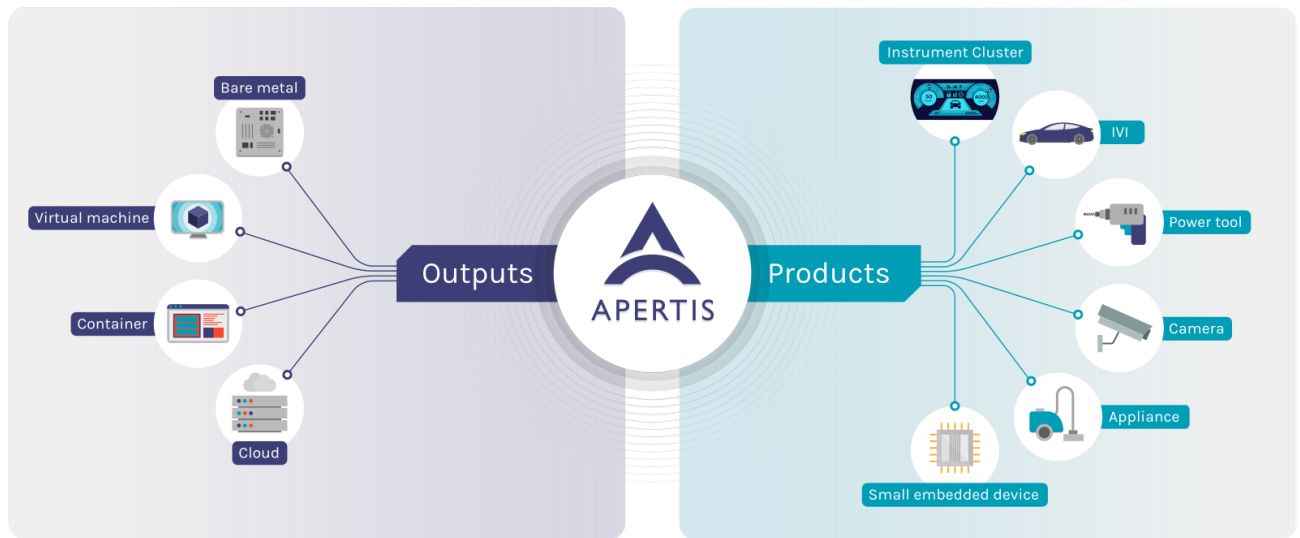 Bare metal
Virtual machine
Container
Cloud
Outputs
APERTIS
Products
Instrument Cluster
IVI
Power tool
Camera
Appliance
Small embedded device